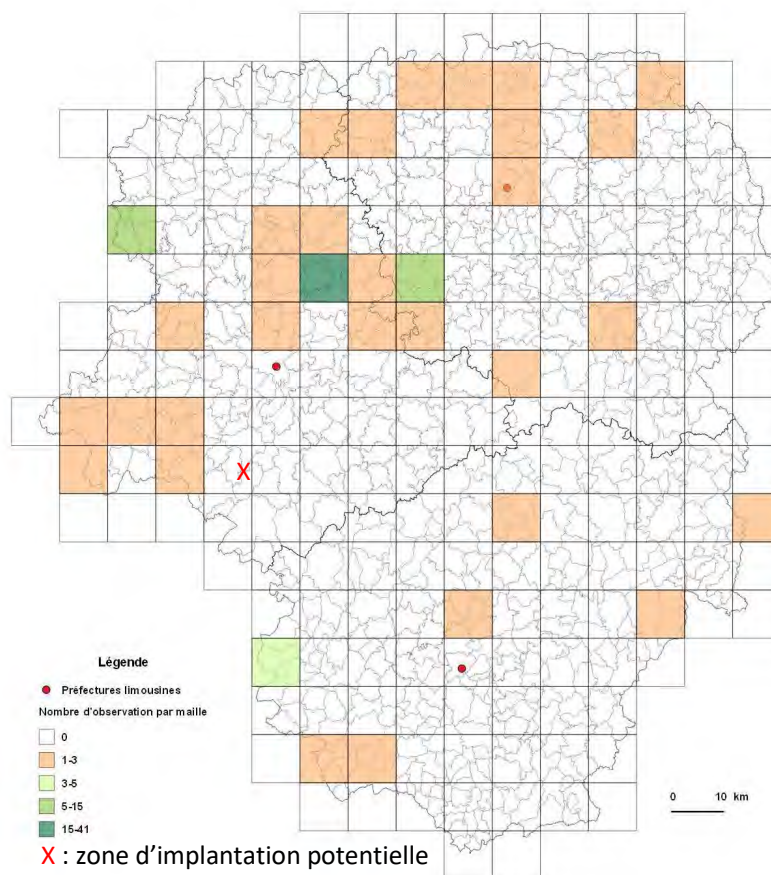 X
Légende
Préfectures limousines
Nombre d'observation par maille
0
1-3
3-5
5-15
15-41
0 10 km
X : zone d'implantation potentielle